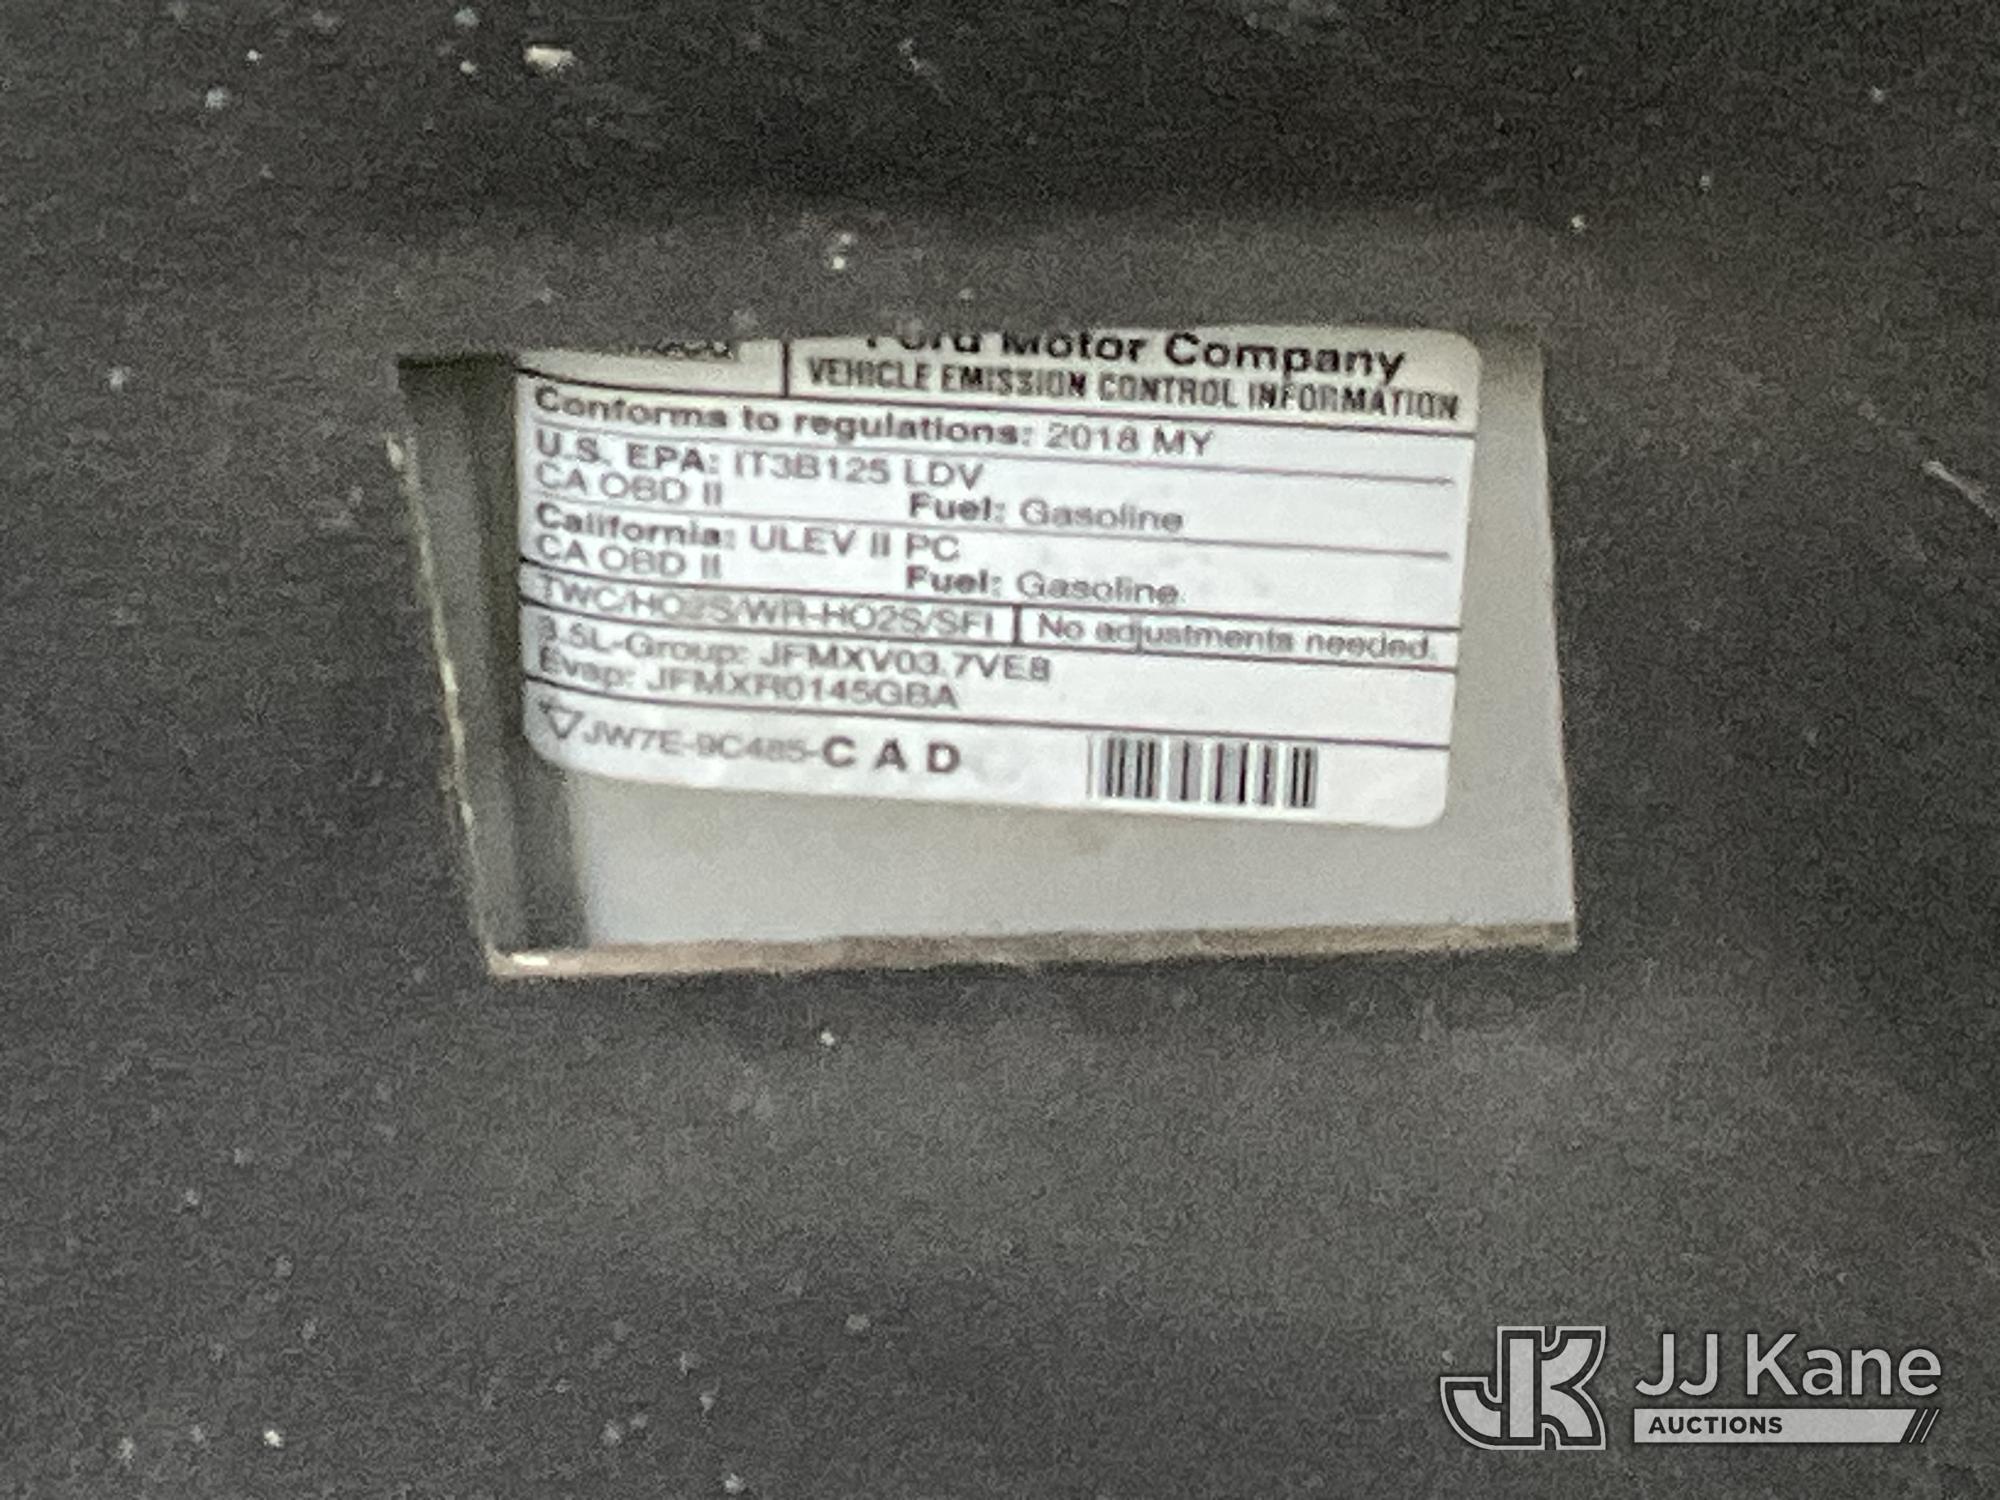 Ford Motor Company
VEHICLE EMISSION CONTROL INFORMATION
Conforms to regulations: 2018 MY
U.S. EPA: IT3B125 LDV
CA OBD II Fuel: Gasoline
California: ULEV II PC
CA OBD II Fuel: Gasoline
TWC/HO2S/WR-HO2S/SFI No adjustments needed.
3.5L-Group: JFMXV03.7VE8
Evap: JFMXR0145GBA
JW7E-9C485-C A D
JK JJ Kane
AUCTIONS